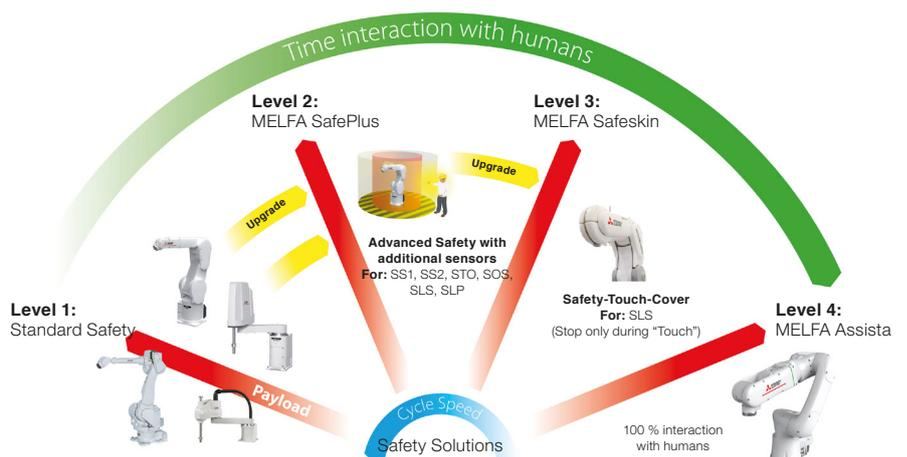 Time interaction with humans
Level 2:
MELFA SafePlus
Level 3:
MELFA Safeskin
Upgrade
Upgrade
Advanced Safety with
additional sensors
For: SS1, SS2, STO, SOS,
SLS, SLP
Safety-Touch-Cover
For: SLS
(Stop only during “Touch”)
Level 1:
Standard Safety
Level 4:
MELFA Assista
Payload
Cycle Speed
Safety Solutions
100 % interaction
with humans